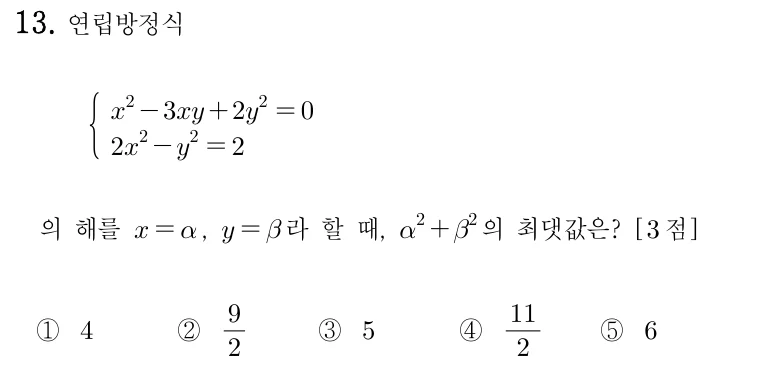 13. 연립방정식
x² − 3xy + 2y² = 0
2x² − y² = 2
의 해를 x = α, y = β라 할 때, α² + β²의 최댓값은? [3점]
① 4 ② 9/2 ③ 5 ④ 11/2 ⑤ 6